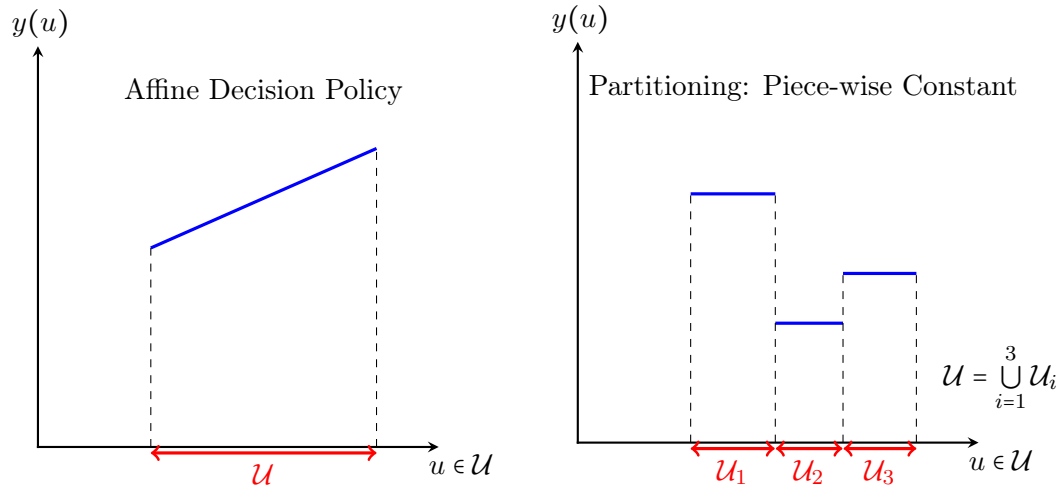 y(u)
Affine Decision Policy
𝒰
u ∈ 𝒰
y(u)
Partitioning: Piece-wise Constant
𝒰 = ⋃_{i=1}^{3} 𝒰_i
𝒰_1 𝒰_2 𝒰_3
u ∈ 𝒰